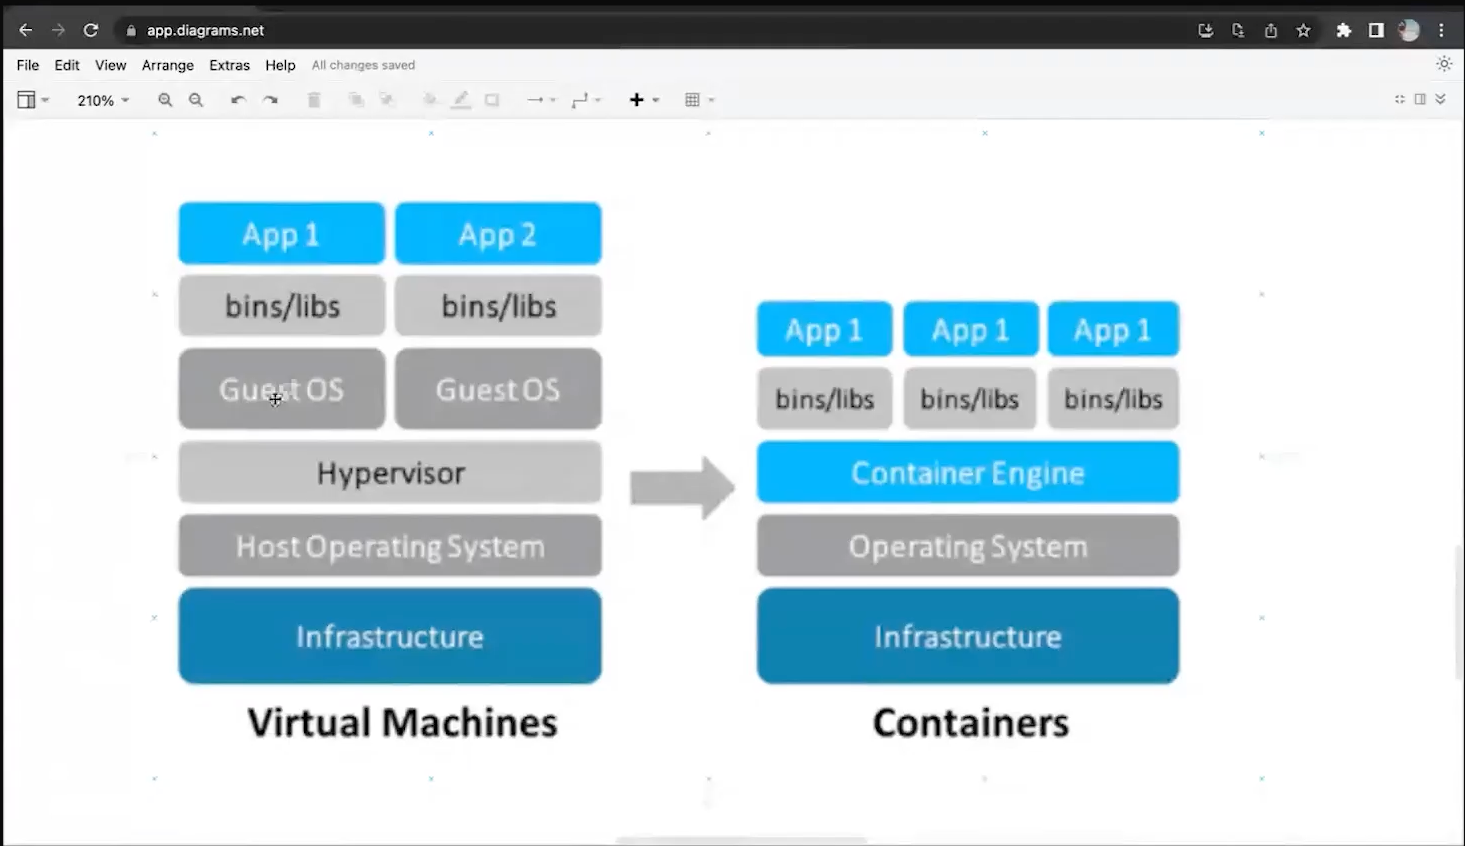 app.diagrams.net
File Edit View Arrange Extras Help All changes saved
210%
App 1 App 2
bins/libs bins/libs
Guest OS Guest OS
Hypervisor
Host Operating System
Infrastructure
Virtual Machines
App 1 App 1 App 1
bins/libs bins/libs bins/libs
Container Engine
Operating System
Infrastructure
Containers